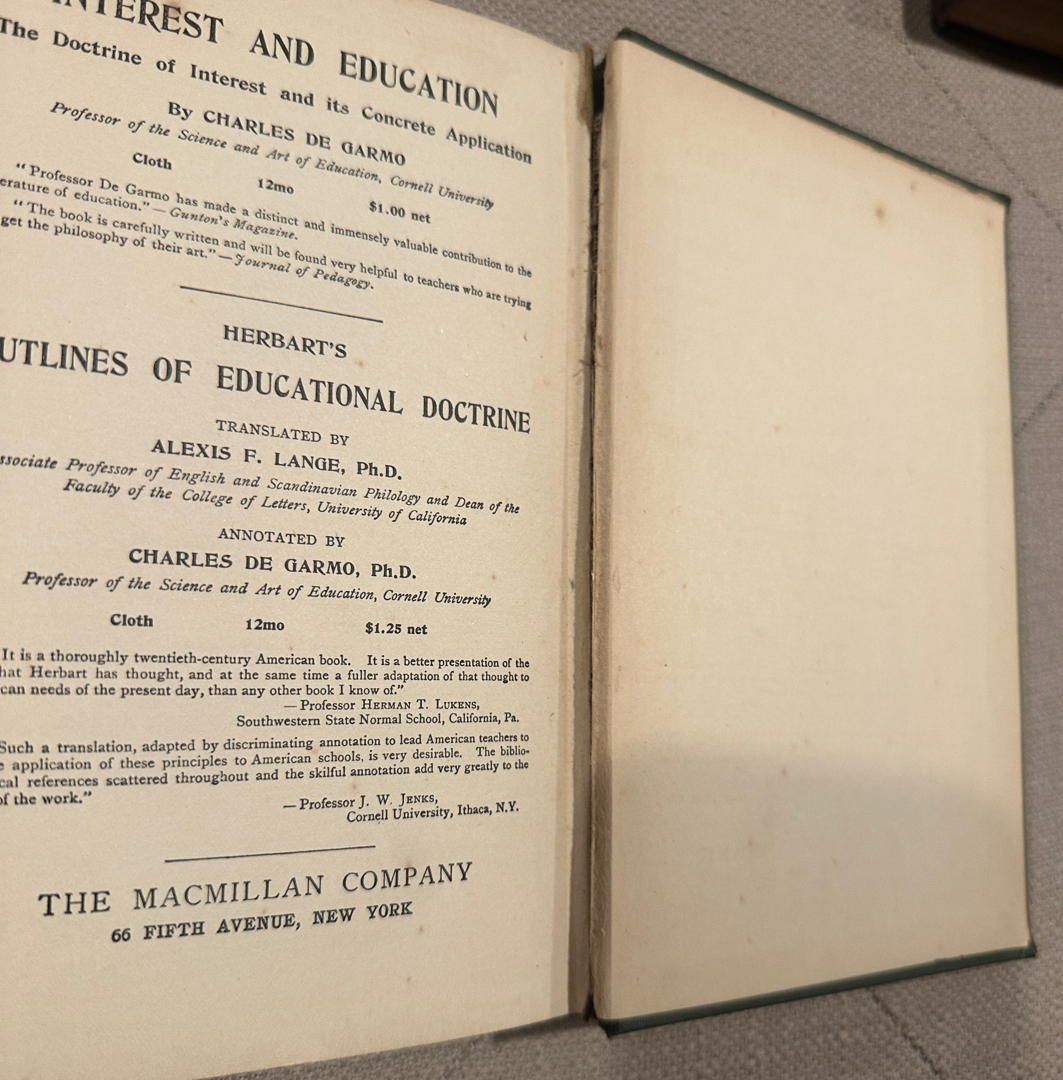 INTEREST AND EDUCATION
The Doctrine of Interest and its Concrete Application
By CHARLES DE GARMO
Professor of the Science and Art of Education, Cornell University
Cloth 12mo $1.00 net
“Professor De Garmo has made a distinct and immensely valuable contribution to the
erature of education.” — Gunton's Magazine.
“The book is carefully written and will be found very helpful to teachers who are trying
get the philosophy of their art.” — Journal of Pedagogy.
HERBART'S
UTLINES OF EDUCATIONAL DOCTRINE
TRANSLATED BY
ALEXIS F. LANGE, Ph.D.
ssociate Professor of English and Scandinavian Philology and Dean of the
Faculty of the College of Letters, University of California
ANNOTATED BY
CHARLES DE GARMO, Ph.D.
Professor of the Science and Art of Education, Cornell University
Cloth 12mo $1.25 net
It is a thoroughly twentieth-century American book. It is a better presentation of the
hat Herbart has thought, and at the same time a fuller adaptation of that thought to
can needs of the present day, than any other book I know of.”
— Professor HERMAN T. LUKENS,
Southwestern State Normal School, California, Pa.
Such a translation, adapted by discriminating annotation to lead American teachers to
e application of these principles to American schools, is very desirable. The biblio-
cal references scattered throughout and the skilful annotation add very greatly to the
of the work.”
— Professor J. W. JENKS,
Cornell University, Ithaca, N.Y.
THE MACMILLAN COMPANY
66 FIFTH AVENUE, NEW YORK